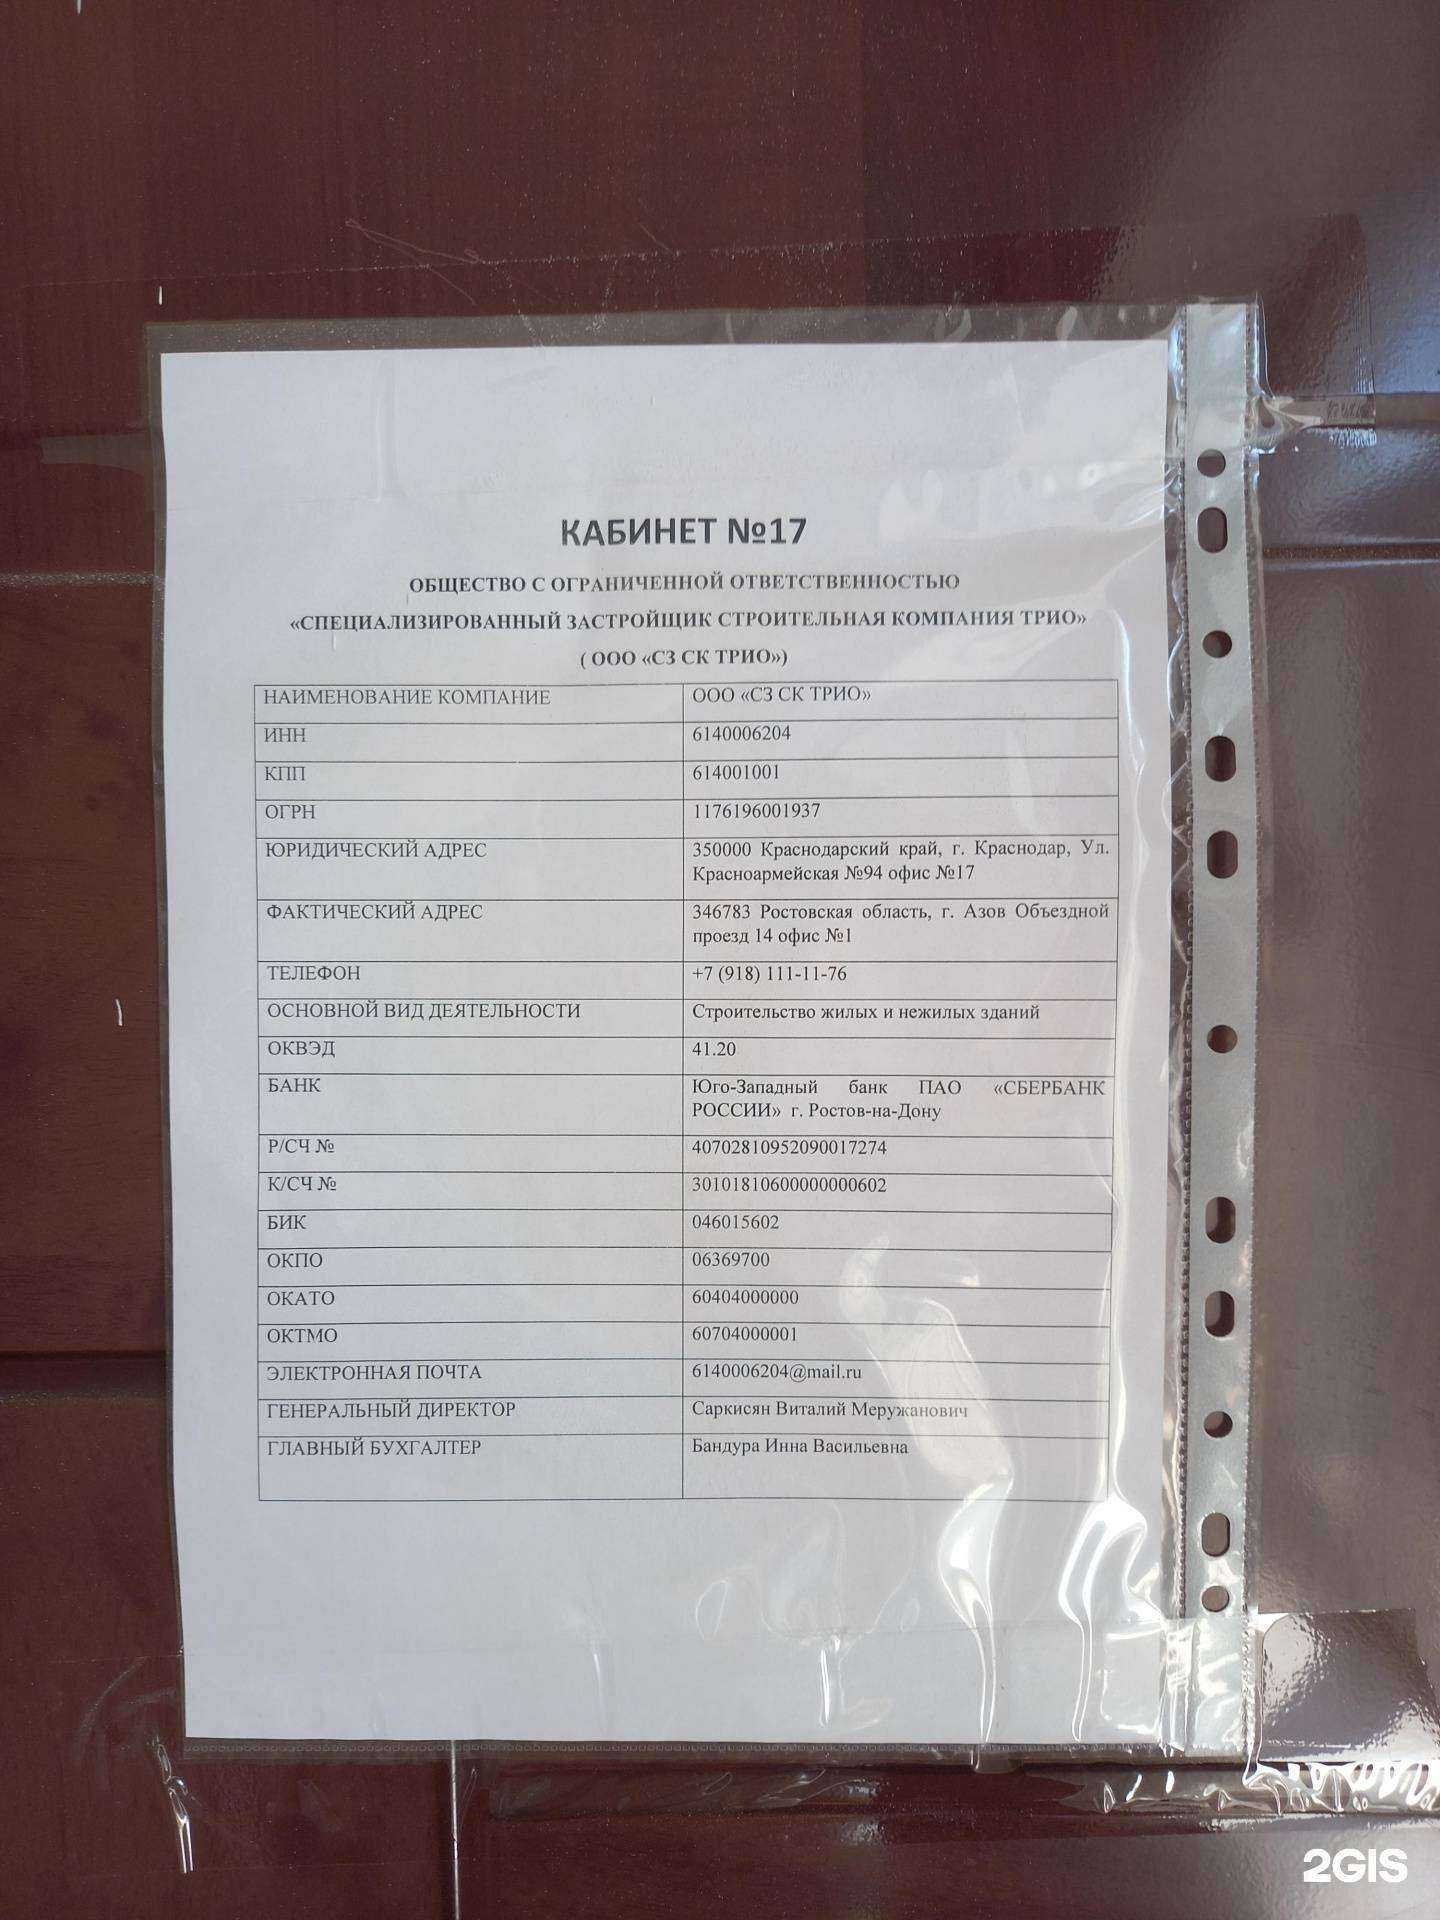 КАБИНЕТ №17
ОБЩЕСТВО С ОГРАНИЧЕННОЙ ОТВЕТСТВЕННОСТЬЮ
«СПЕЦИАЛИЗИРОВАННЫЙ ЗАСТРОЙЩИК СТРОИТЕЛЬНАЯ КОМПАНИЯ ТРИО»
( ООО «СЗ СК ТРИО»)
НАИМЕНОВАНИЕ КОМПАНИЕ ООО «СЗ СК ТРИО»
ИНН 6140006204
КПП 614001001
ОГРН 1176196001937
ЮРИДИЧЕСКИЙ АДРЕС 350000 Краснодарский край, г. Краснодар, Ул.
Красноармейская №94 офис №17
ФАКТИЧЕСКИЙ АДРЕС 346783 Ростовская область, г. Азов Объездной
проезд 14 офис №1
ТЕЛЕФОН +7 (918) 111-11-76
ОСНОВНОЙ ВИД ДЕЯТЕЛЬНОСТИ Строительство жилых и нежилых зданий
ОКВЭД 41.20
БАНК Юго-Западный банк ПАО «СБЕРБАНК
РОССИИ» г. Ростов-на-Дону
Р/СЧ № 40702810952090017274
К/СЧ № 30101810600000000602
БИК 046015602
ОКПО 06369700
ОКАТО 60404000000
ОКТМО 60704000001
ЭЛЕКТРОННАЯ ПОЧТА 6140006204@mail.ru
ГЕНЕРАЛЬНЫЙ ДИРЕКТОР Саркисян Виталий Меружанович
ГЛАВНЫЙ БУХГАЛТЕР Бандура Инна Васильевна
2GIS